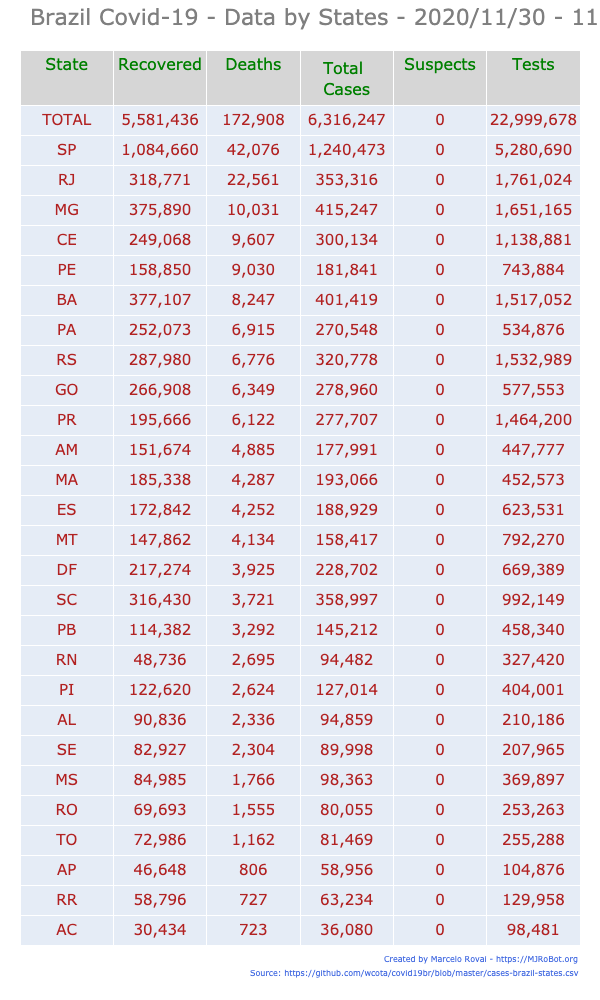 Brazil Covid-19 - Data by States - 2020/11/30 - 11
State Recovered Deaths Total Cases Suspects Tests
TOTAL 5,581,436 172,908 6,316,247 0 22,999,678
SP 1,084,660 42,076 1,240,473 0 5,280,690
RJ 318,771 22,561 353,316 0 1,761,024
MG 375,890 10,031 415,247 0 1,651,165
CE 249,068 9,607 300,134 0 1,138,881
PE 158,850 9,030 181,841 0 743,884
BA 377,107 8,247 401,419 0 1,517,052
PA 252,073 6,915 270,548 0 534,876
RS 287,980 6,776 320,778 0 1,532,989
GO 266,908 6,349 278,960 0 577,553
PR 195,666 6,122 277,707 0 1,464,200
AM 151,674 4,885 177,991 0 447,777
MA 185,338 4,287 193,066 0 452,573
ES 172,842 4,252 188,929 0 623,531
MT 147,862 4,134 158,417 0 792,270
DF 217,274 3,925 228,702 0 669,389
SC 316,430 3,721 358,997 0 992,149
PB 114,382 3,292 145,212 0 458,340
RN 48,736 2,695 94,482 0 327,420
PI 122,620 2,624 127,014 0 404,001
AL 90,836 2,336 94,859 0 210,186
SE 82,927 2,304 89,998 0 207,965
MS 84,985 1,766 98,363 0 369,897
RO 69,693 1,555 80,055 0 253,263
TO 72,986 1,162 81,469 0 255,288
AP 46,648 806 58,956 0 104,876
RR 58,796 727 63,234 0 129,958
AC 30,434 723 36,080 0 98,481
Created by Marcelo Rovai - https://MJRoBot.org
Source: https://github.com/wcota/covid19br/blob/master/cases-brazil-states.csv